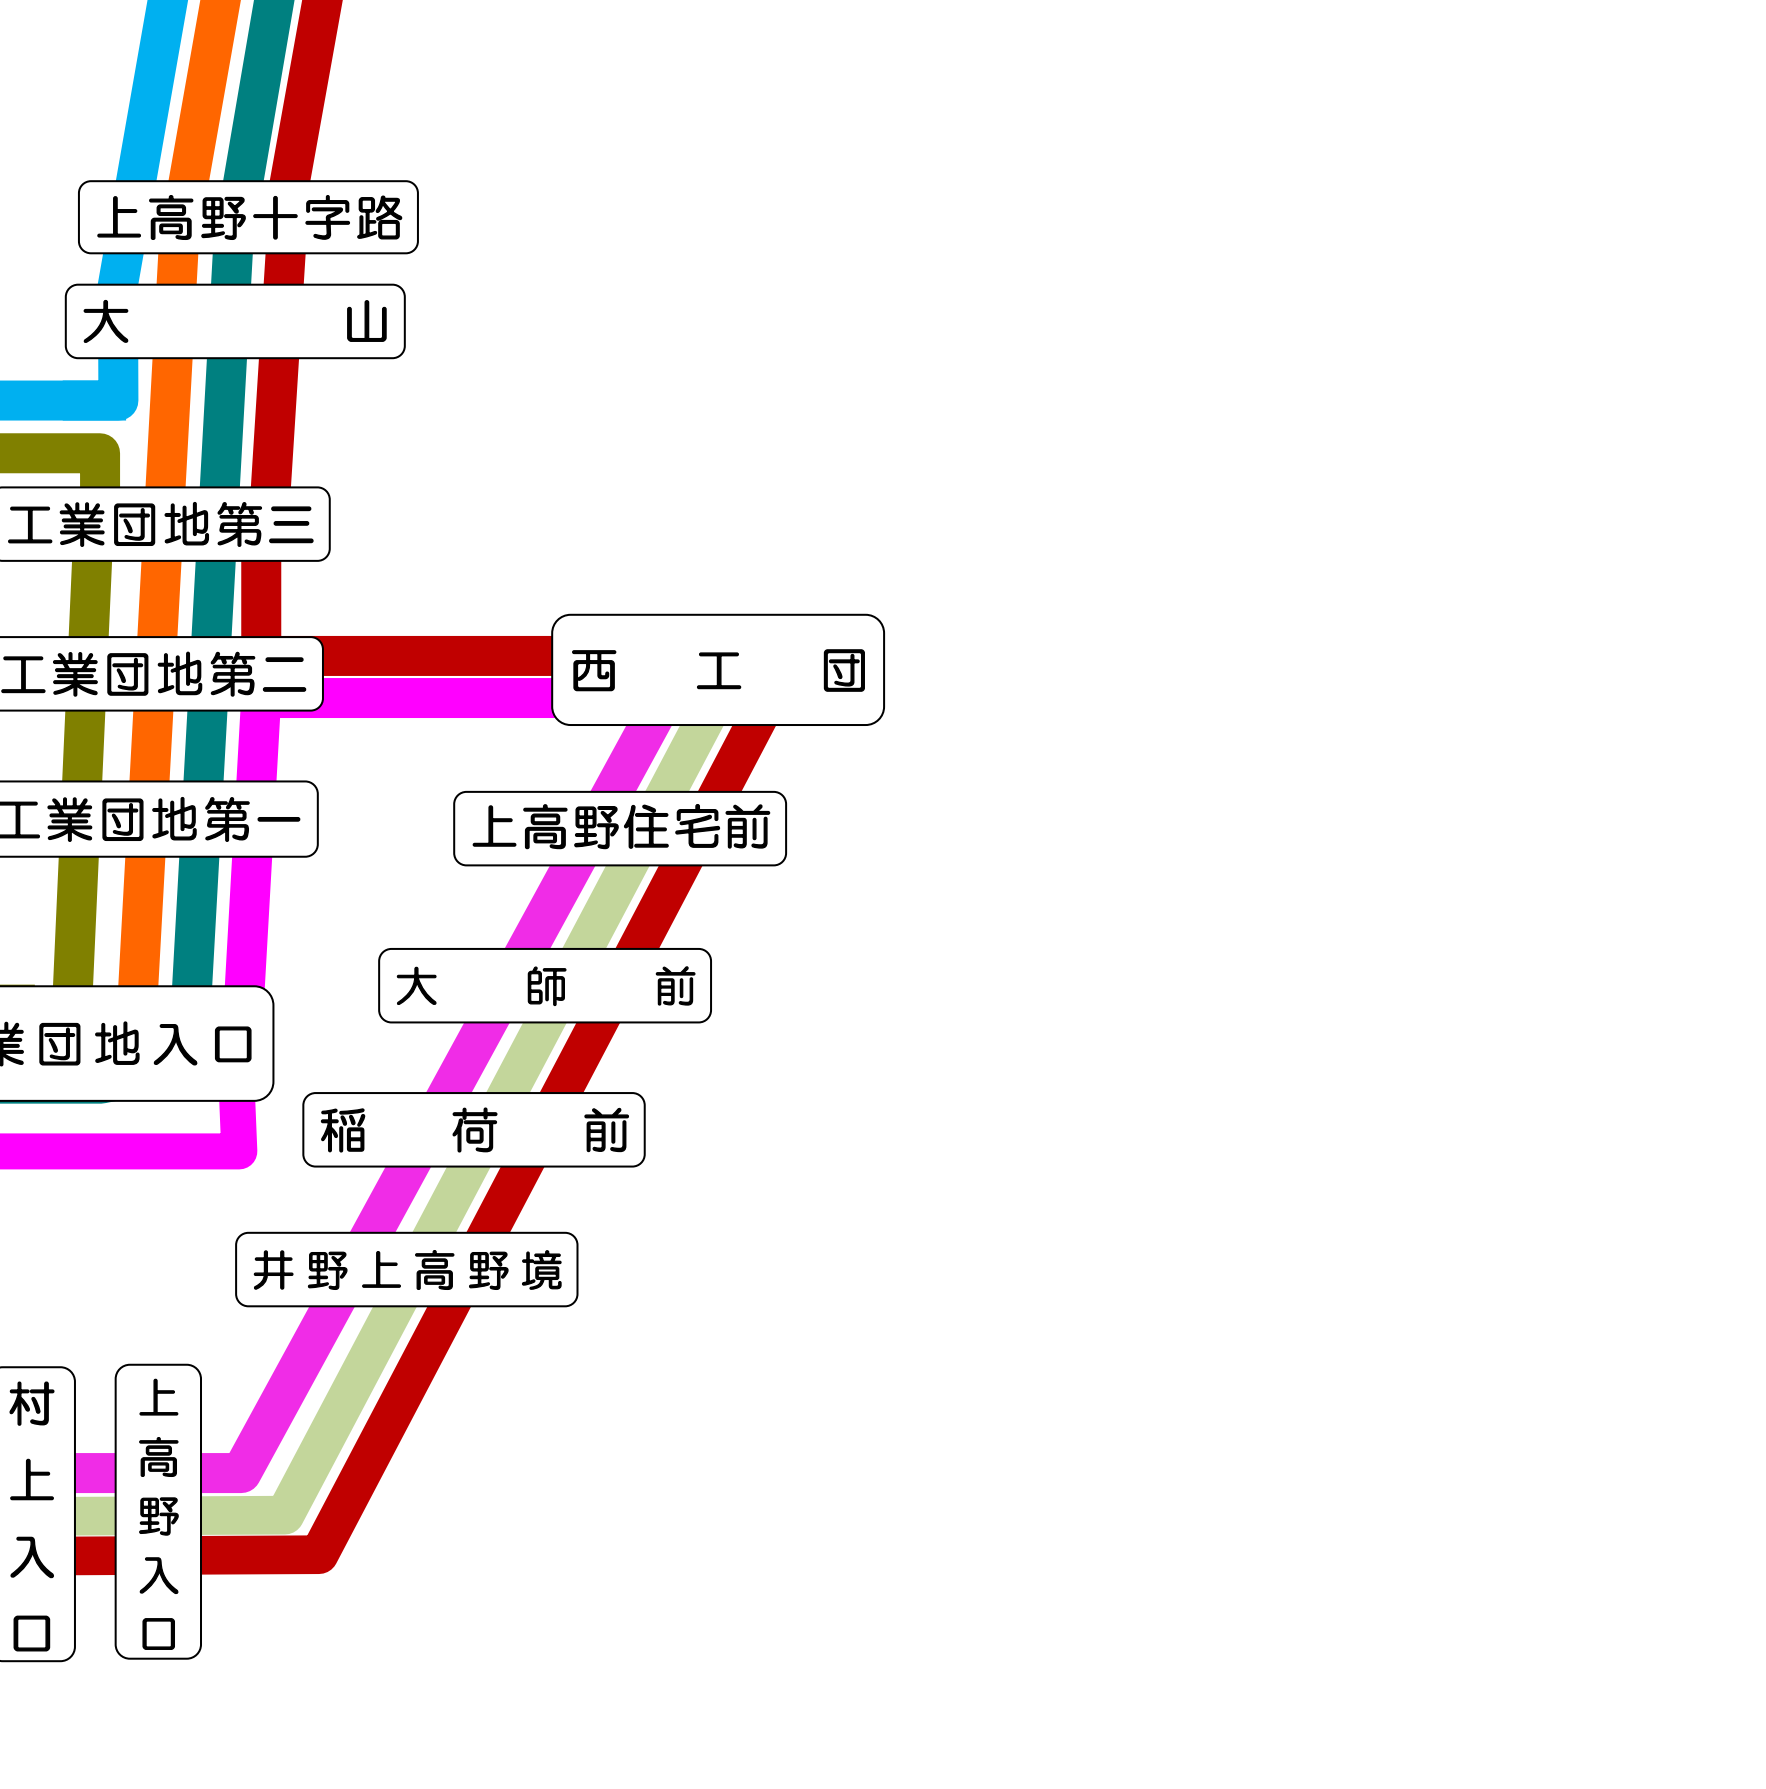 上高野十字路
大山
工業団地第三
工業団地第二
西工団
工業団地第一
上高野住宅前
大師前
業団地入口
稲荷前
井野上高野境
村上入口
上高野入口